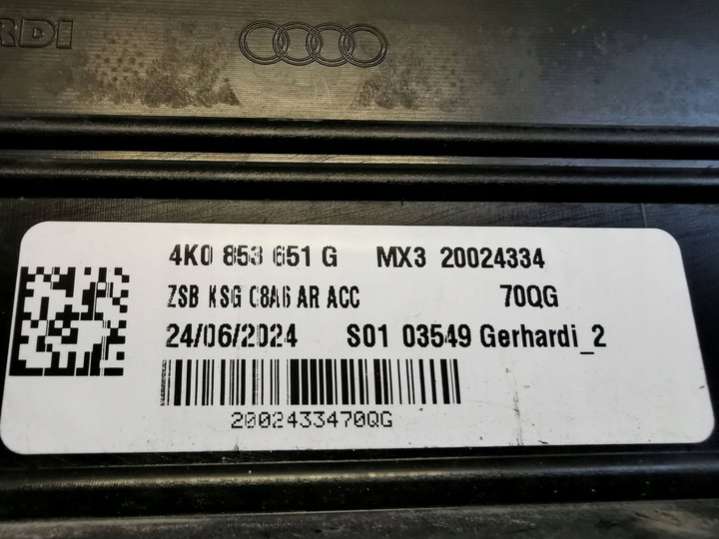 RDI
4K0 853 651 G MX3 20024334
ZSB KSG C8A6 AR ACC 70QG
24/06/2024 S01 03549 Gerhardi_2
2002433470QG